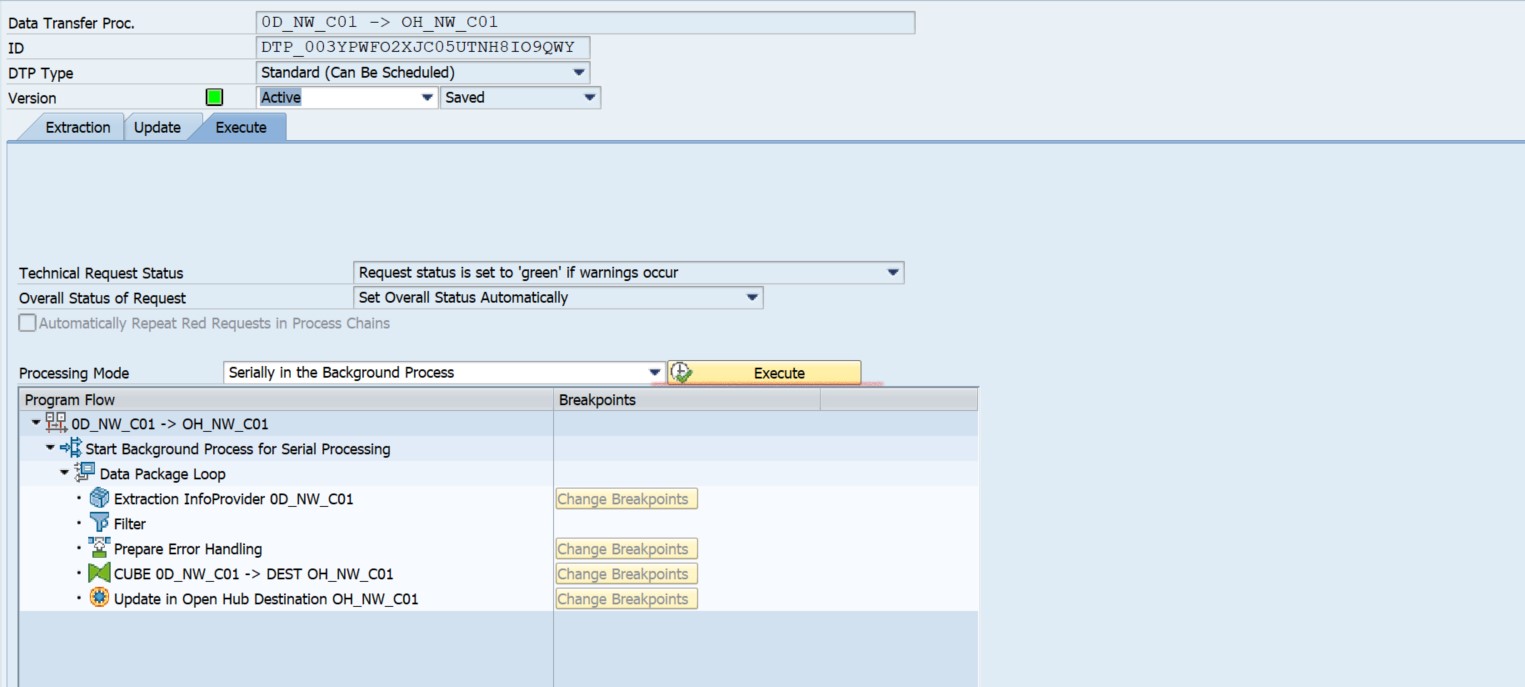 Data Transfer Proc. 0D_NW_C01 -> OH_NW_C01
ID DTP_003YPWFO2XJC05UTNH8IO9QWY
DTP Type Standard (Can Be Scheduled)
Version Active Saved
Extraction Update Execute
Technical Request Status Request status is set to 'green' if warnings occur
Overall Status of Request Set Overall Status Automatically
Automatically Repeat Red Requests in Process Chains
Processing Mode Serially in the Background Process Execute
Program Flow Breakpoints
0D_NW_C01 -> OH_NW_C01
Start Background Process for Serial Processing
Data Package Loop
Extraction InfoProvider 0D_NW_C01 Change Breakpoints
Filter
Prepare Error Handling Change Breakpoints
CUBE 0D_NW_C01 -> DEST OH_NW_C01 Change Breakpoints
Update in Open Hub Destination OH_NW_C01 Change Breakpoints